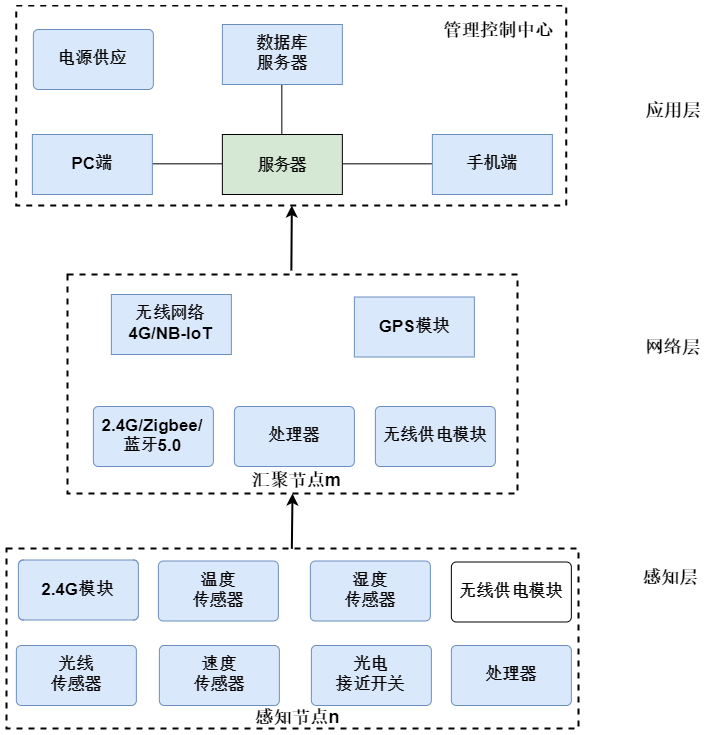 管理控制中心
电源供应
数据库
服务器
应用层
PC端
服务器
手机端
无线网络
4G/NB-IoT
GPS模块
网络层
2.4G/Zigbee/
蓝牙5.0
处理器
无线供电模块
汇聚节点m
感知层
2.4G模块
温度
传感器
湿度
传感器
无线供电模块
光线
传感器
速度
传感器
光电
接近开关
处理器
感知节点n